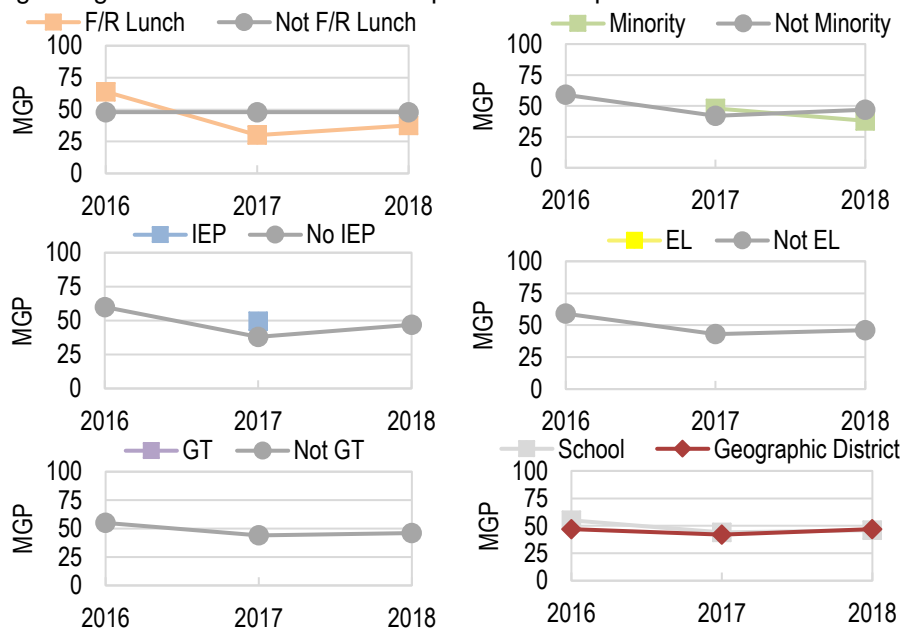 F/R Lunch Not F/R Lunch
100
75
50
25
0
MGP
2016 2017 2018
Minority Not Minority
100
75
50
25
0
MGP
2016 2017 2018
IEP No IEP
100
75
50
25
0
MGP
2016 2017 2018
EL Not EL
100
75
50
25
0
MGP
2016 2017 2018
GT Not GT
100
75
50
25
0
MGP
2016 2017 2018
School Geographic District
100
75
50
25
0
MGP
2016 2017 2018